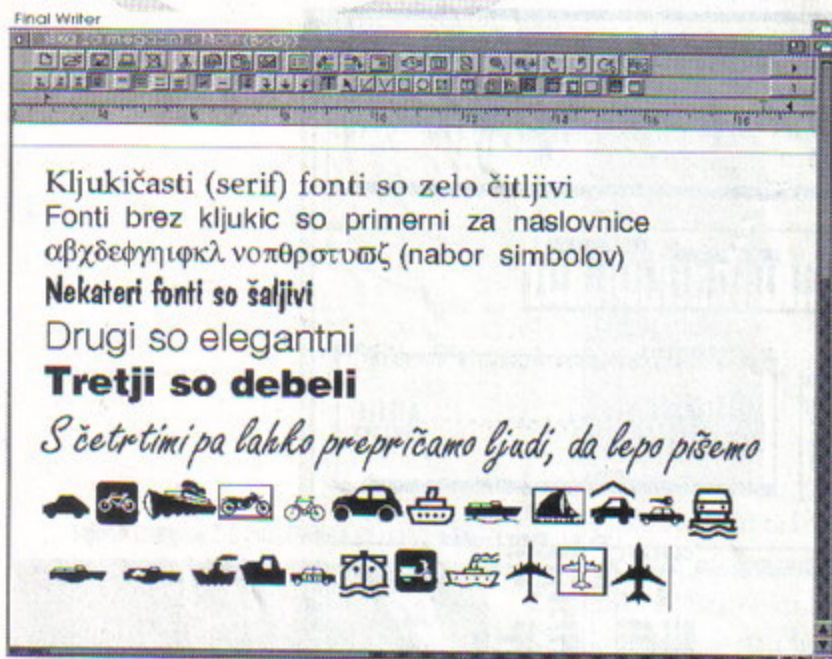 Final Writer
Kljukičasti (serif) fonti so zelo čitljivi
Fonti brez kljukic so primerni za naslovnice
αβχδεφγηιφκλ νοπθρστυϖζ (nabor simbolov)
Nekateri fonti so šaljivi
Drugi so elegantni
Tretji so debeli
S četrtimi pa lahko prepričamo ljudi, da lepo pišemo